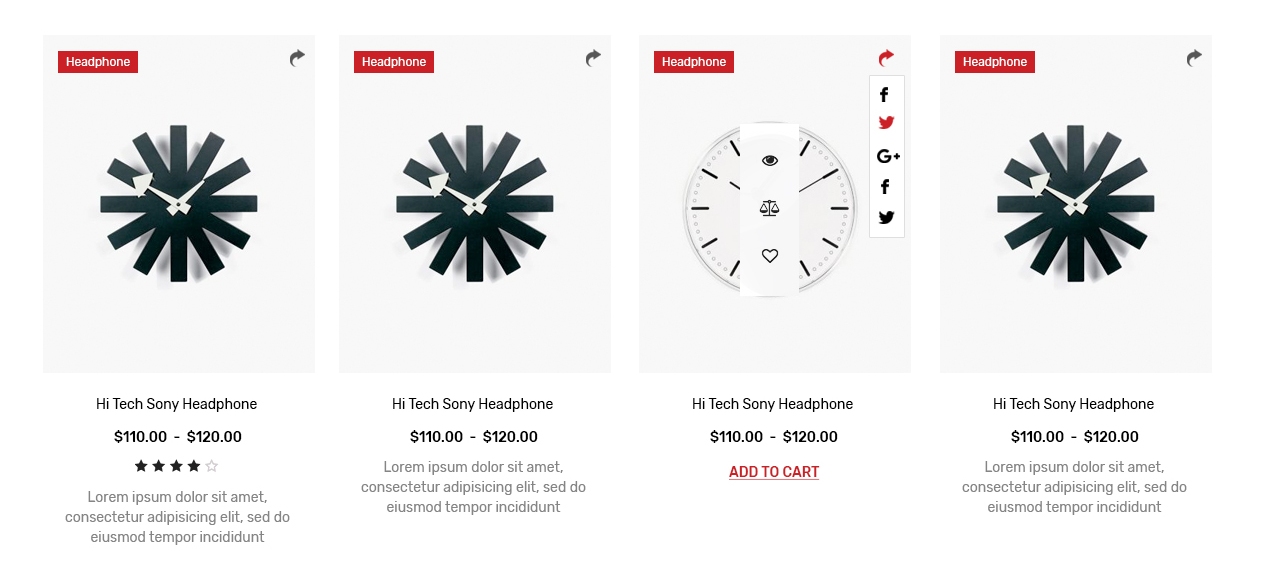 Headphone
Headphone
Headphone
Headphone
G+
Hi Tech Sony Headphone
$110.00 - $120.00
Lorem ipsum dolor sit amet,
consectetur adipisicing elit, sed do
eiusmod tempor incididunt
Hi Tech Sony Headphone
$110.00 - $120.00
Lorem ipsum dolor sit amet,
consectetur adipisicing elit, sed do
eiusmod tempor incididunt
Hi Tech Sony Headphone
$110.00 - $120.00
ADD TO CART
Hi Tech Sony Headphone
$110.00 - $120.00
Lorem ipsum dolor sit amet,
consectetur adipisicing elit, sed do
eiusmod tempor incididunt